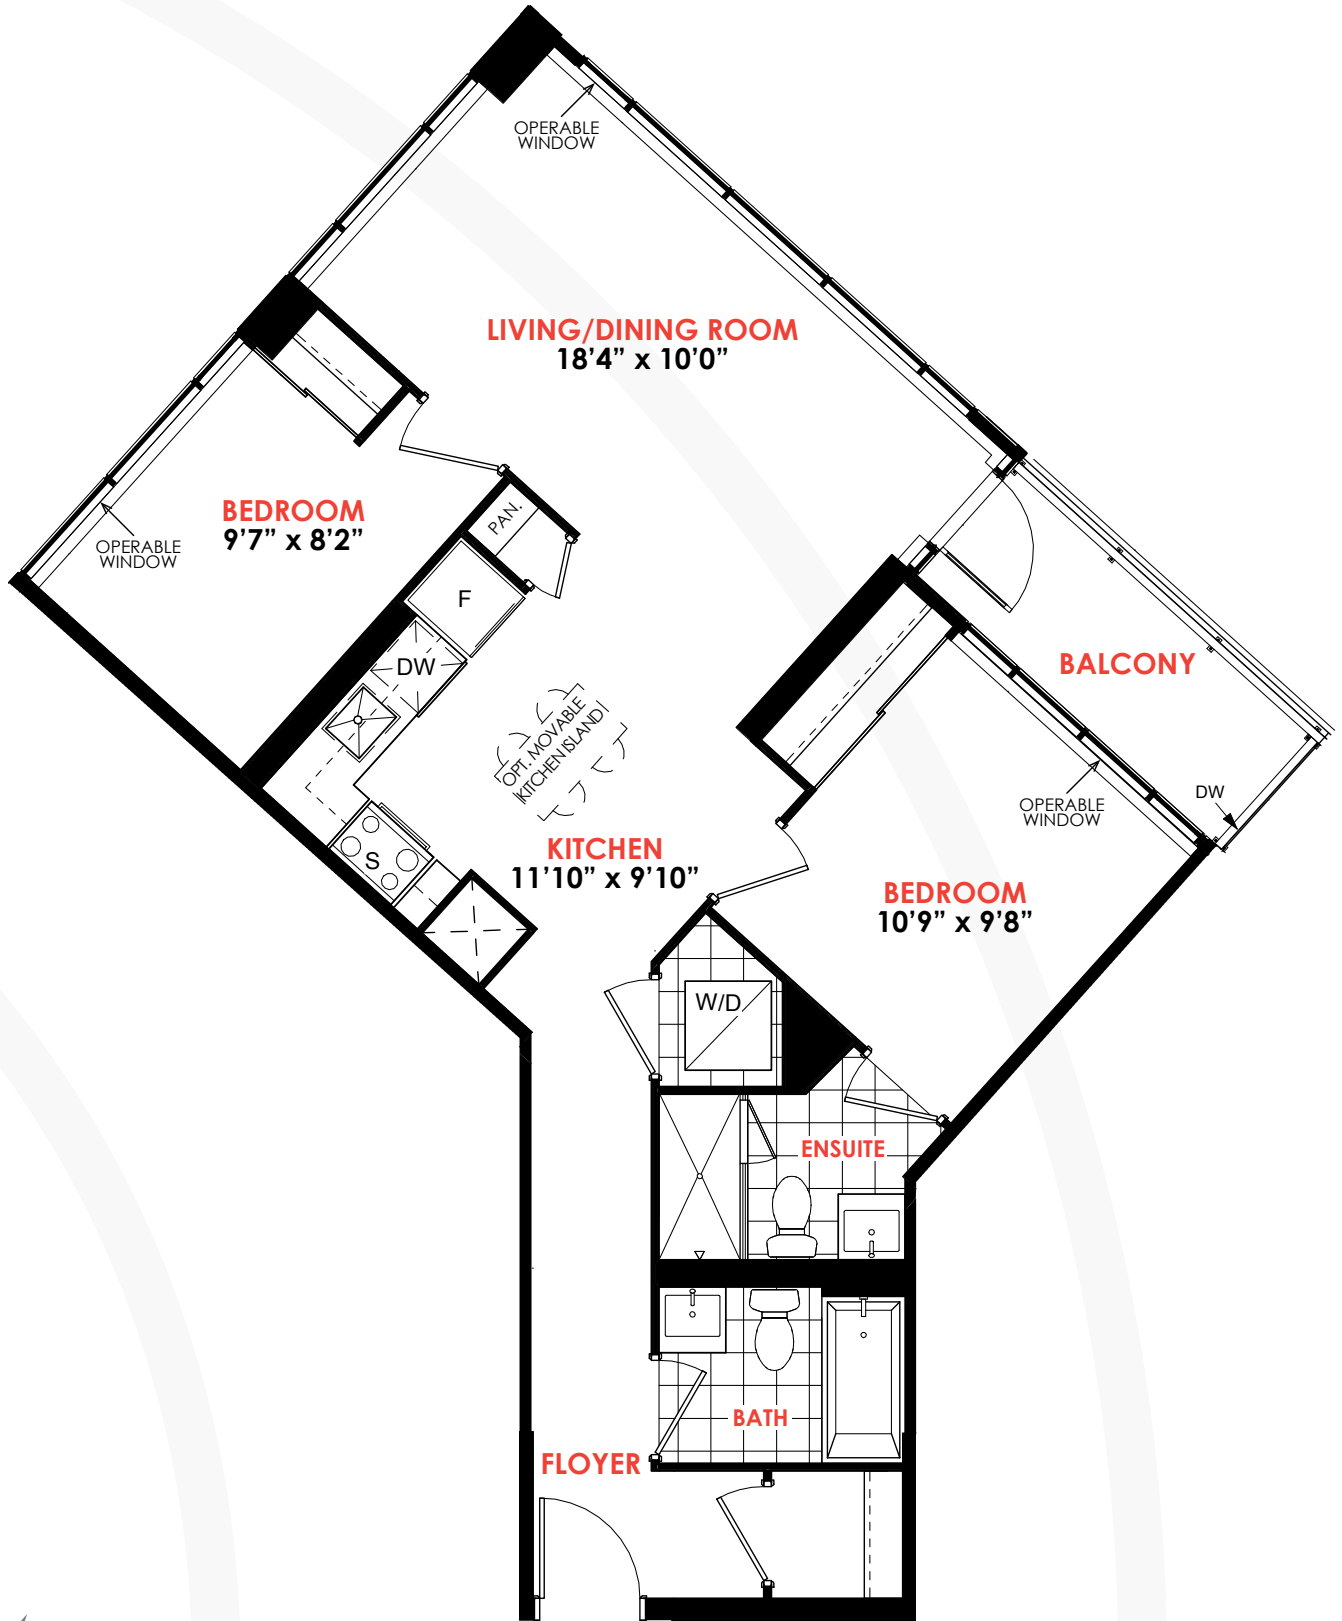 OPERABLE
WINDOW
LIVING/DINING ROOM
18'4" x 10'0"
BEDROOM
9'7" x 8'2"
OPERABLE
WINDOW
PAN.
F
DW
OPT. MOVABLE
KITCHEN ISLAND
S
KITCHEN
11'10" x 9'10"
BALCONY
DW
OPERABLE
WINDOW
BEDROOM
10'9" x 9'8"
W/D
ENSUITE
BATH
FLOYER